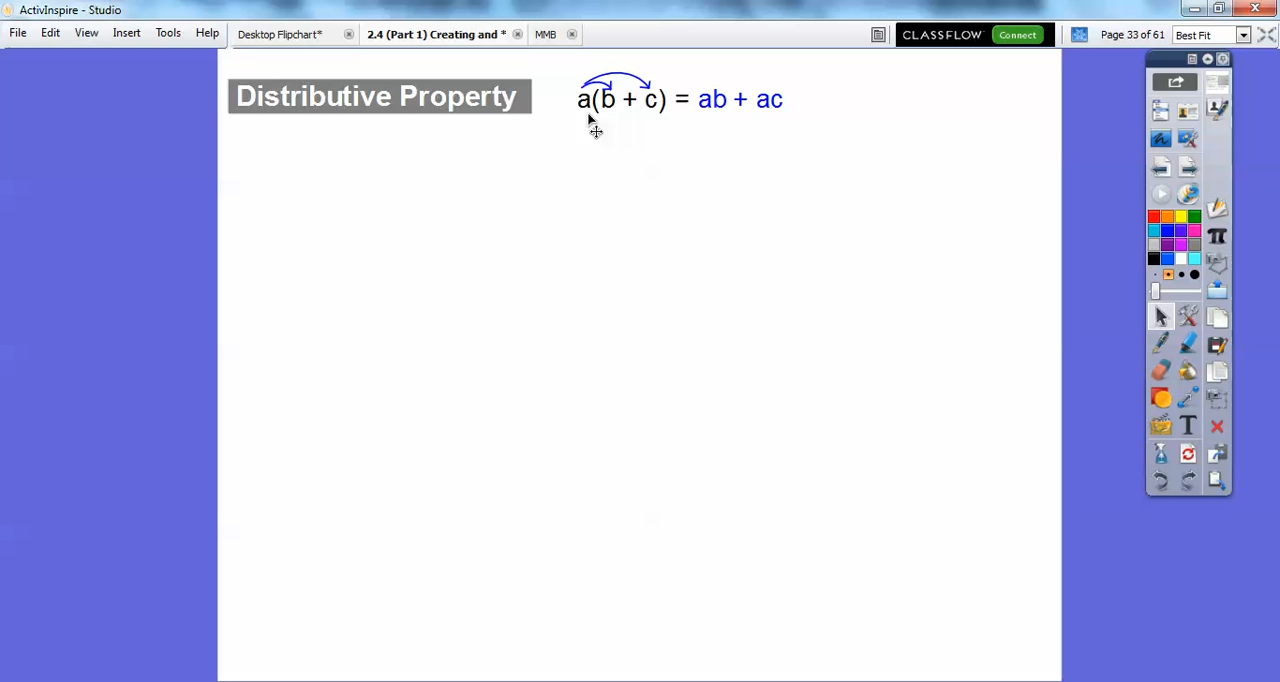 ActivInspire - Studio
File Edit View Insert Tools Help
Desktop Flipchart* 2.4 (Part 1) Creating and * MMB
CLASSFLOW Connect
Page 33 of 61 Best Fit
Distributive Property
a(b + c) = ab + ac